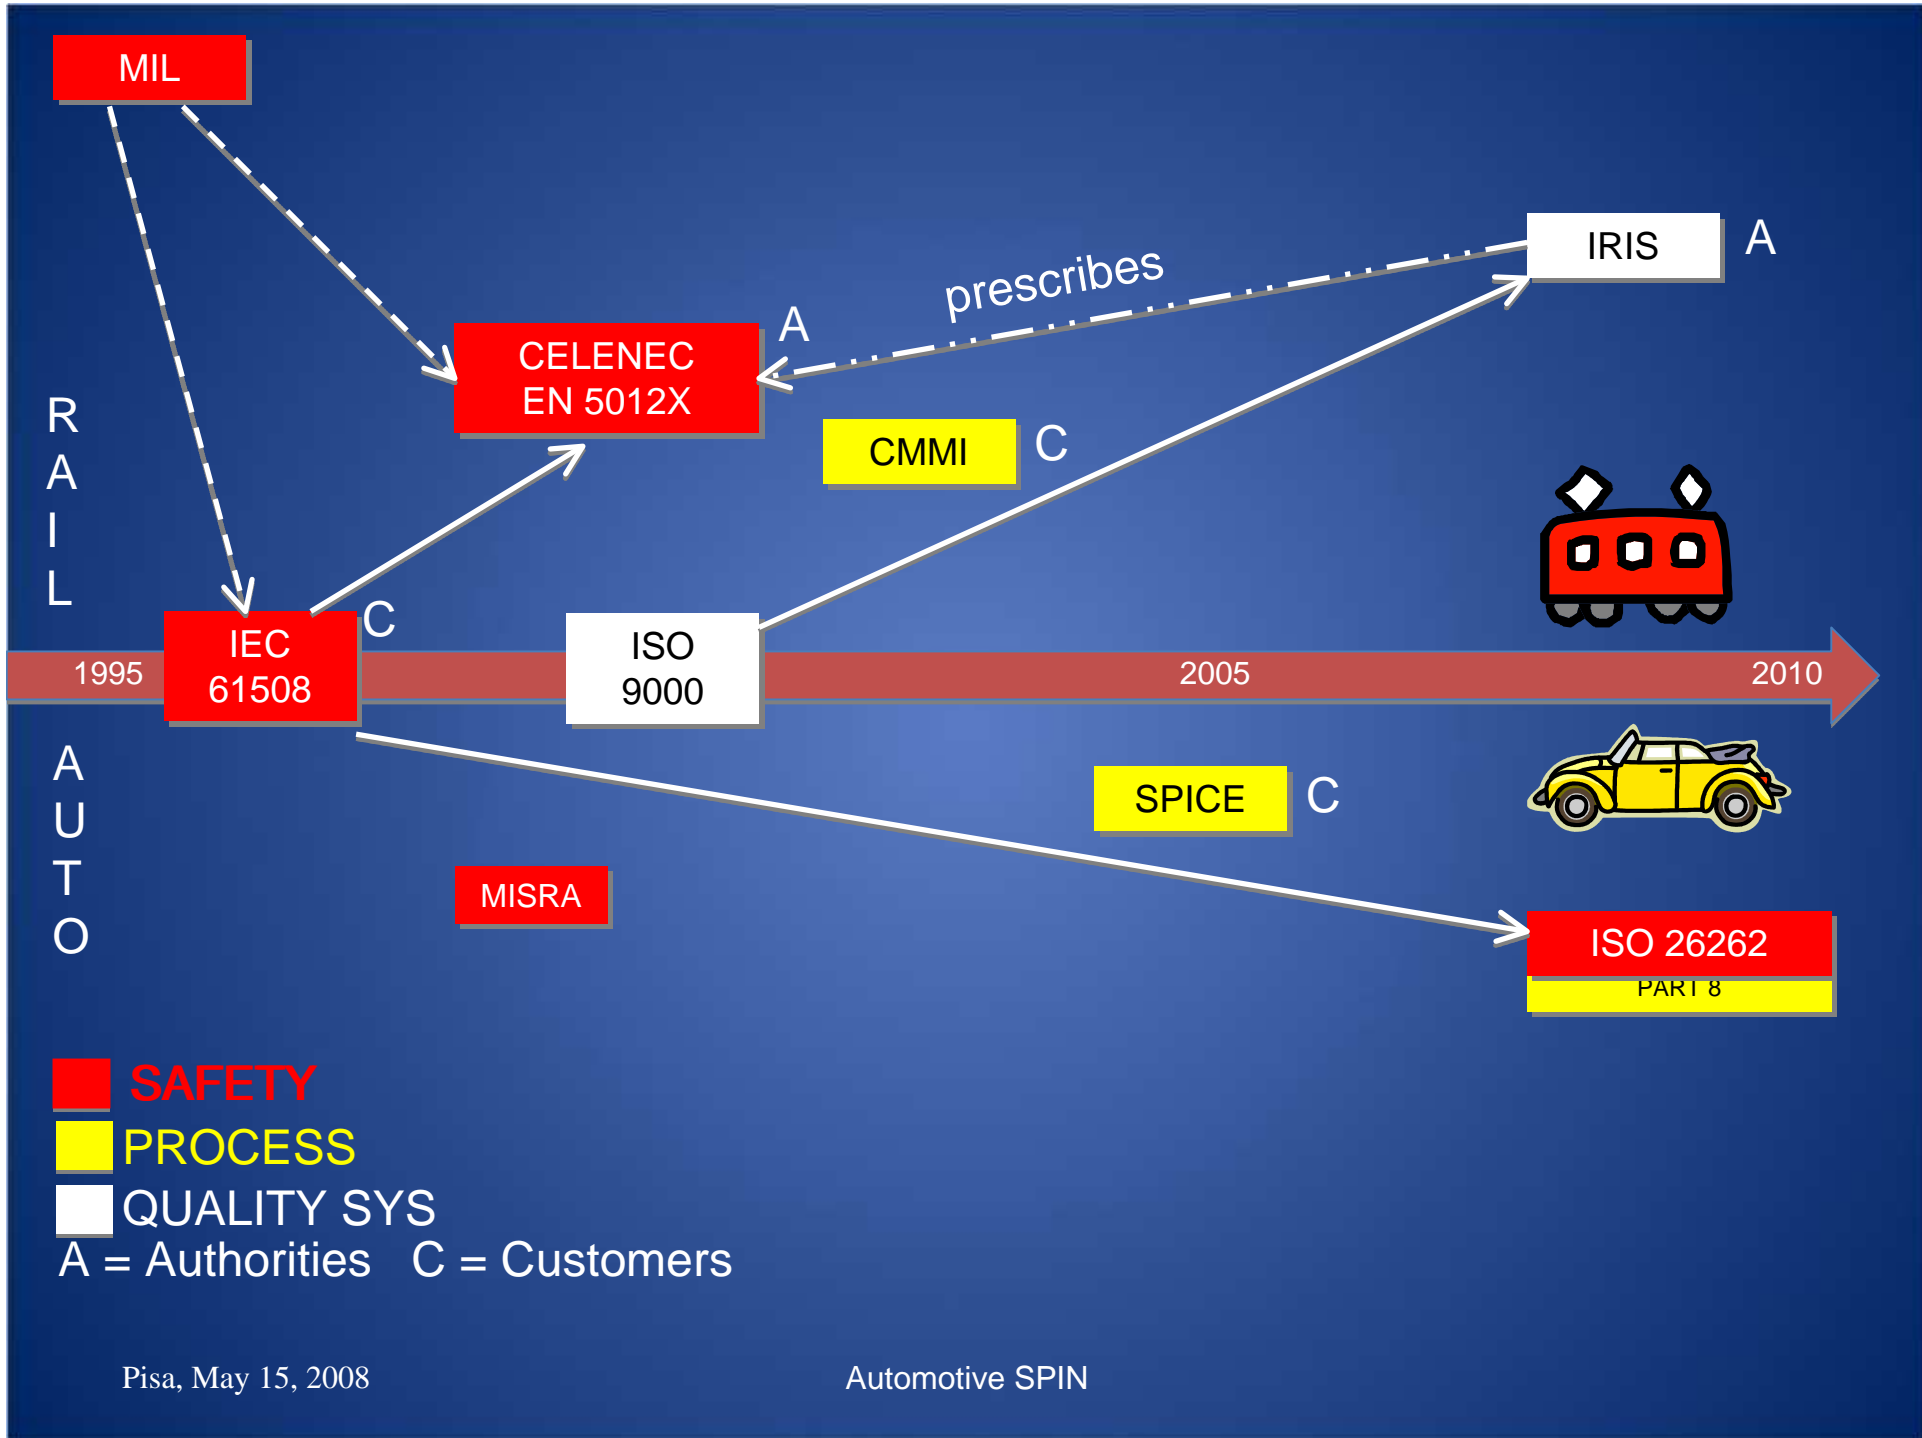 MIL
IRIS
A
prescribes
A
CELENEC
EN 5012X
CMMI
C
R
A
I
L
C
IEC
61508
ISO
9000
1995
2005
2010
A
U
T
O
SPICE
C
MISRA
ISO 26262
PART 8
SAFETY
PROCESS
QUALITY SYS
A = Authorities C = Customers
Pisa, May 15, 2008
Automotive SPIN